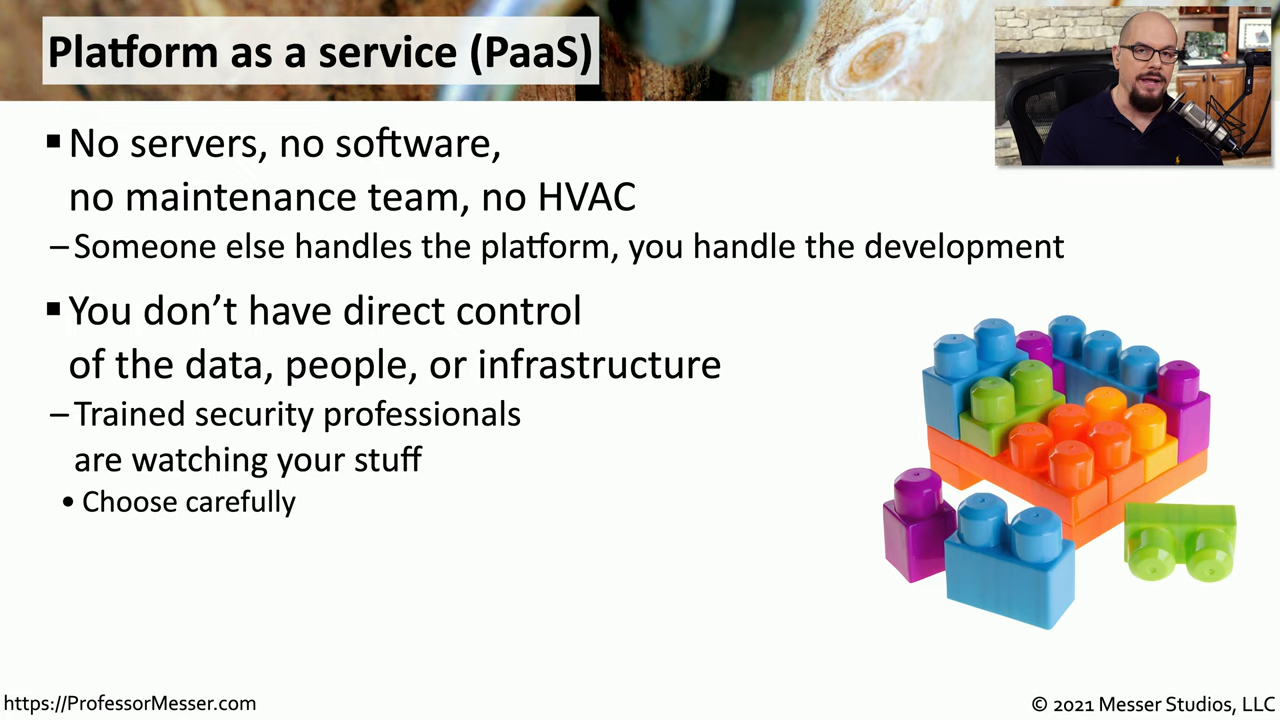 Platform as a service (PaaS)
▪ No servers, no software,
no maintenance team, no HVAC
– Someone else handles the platform, you handle the development
▪ You don’t have direct control
of the data, people, or infrastructure
– Trained security professionals
are watching your stuff
• Choose carefully
https://ProfessorMesser.com
© 2021 Messer Studios, LLC